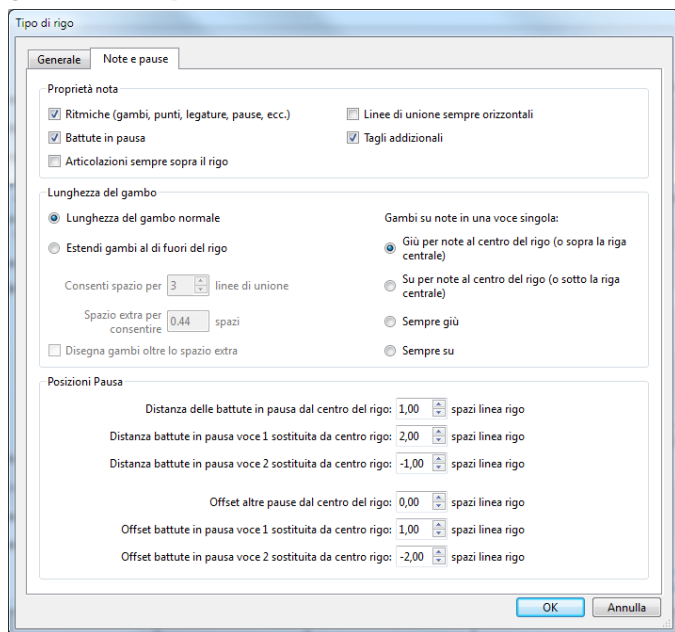 Tipo di rigo
Generale Note e pause
Proprietà nota
Ritmiche (gambi, punti, legature, pause, ecc.) Linee di unione sempre orizzontali
Battute in pausa Tagli addizionali
Articolazioni sempre sopra il rigo
Lunghezza del gambo
Lunghezza del gambo normale Gambi su note in una voce singola:
Estendi gambi al di fuori del rigo
Giù per note al centro del rigo (o sopra la riga
centrale)
Consenti spazio per 3 linee di unione
Su per note al centro del rigo (o sotto la riga
centrale)
Spazio extra per
consentire 0.44 spazi
Sempre giù
Disegna gambi oltre lo spazio extra Sempre su
Posizioni Pausa
Distanza delle battute in pausa dal centro del rigo: 1,00 spazi linea rigo
Distanza battute in pausa voce 1 sostituita da centro rigo: 2,00 spazi linea rigo
Distanza battute in pausa voce 2 sostituita da centro rigo: -1,00 spazi linea rigo
Offset altre pause dal centro del rigo: 0,00 spazi linea rigo
Offset battute in pausa voce 1 sostituita da centro rigo: 1,00 spazi linea rigo
Offset battute in pausa voce 2 sostituita da centro rigo: -2,00 spazi linea rigo
OK Annulla